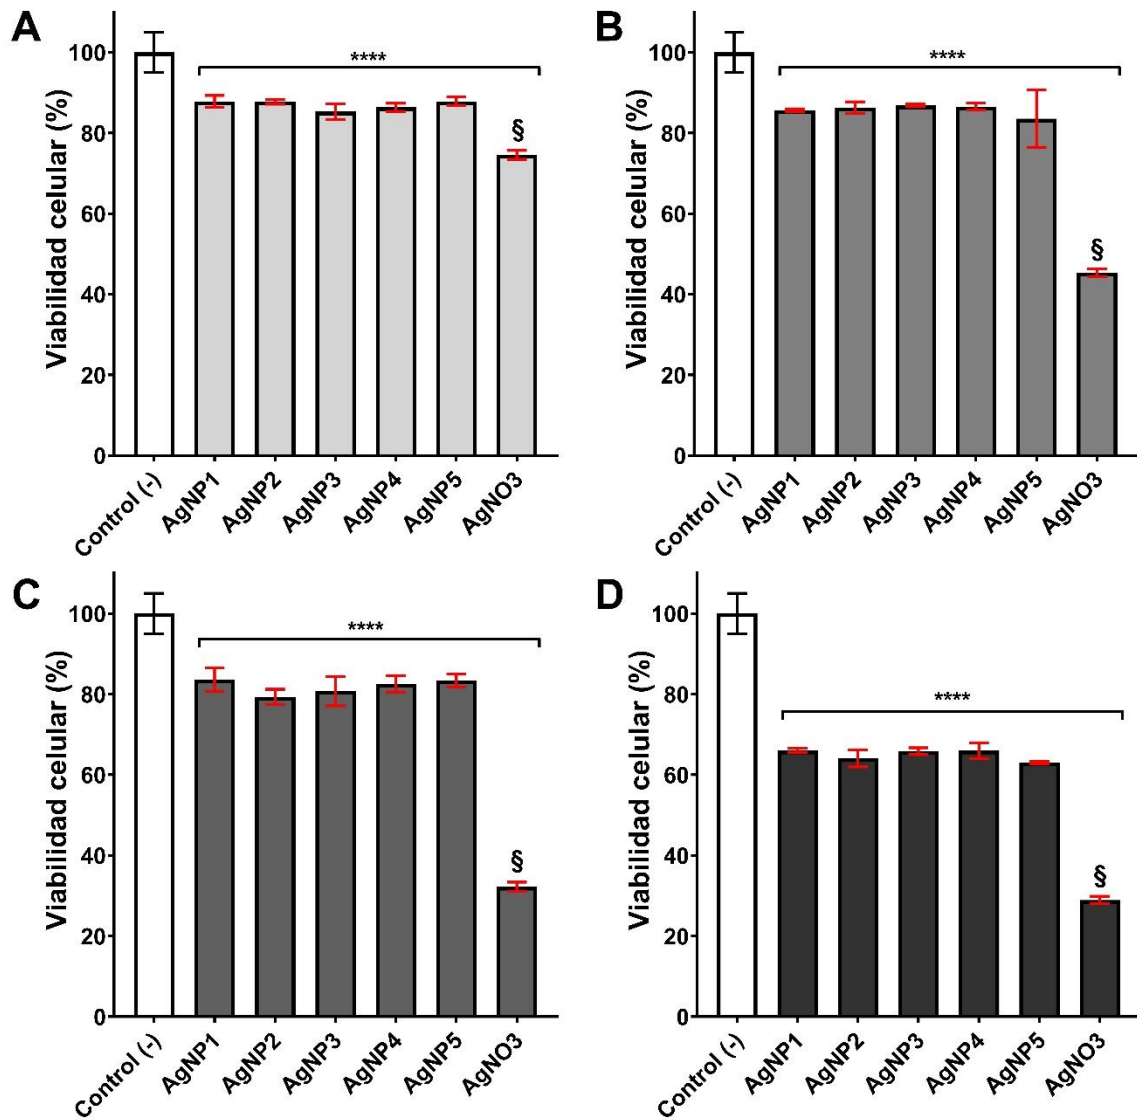 A
Viabilidad celular (%)
100
80
60
40
20
0
****
§
Control (-)
AgNP1
AgNP2
AgNP3
AgNP4
AgNP5
AgNO3
B
Viabilidad celular (%)
100
80
60
40
20
0
****
§
Control (-)
AgNP1
AgNP2
AgNP3
AgNP4
AgNP5
AgNO3
C
Viabilidad celular (%)
100
80
60
40
20
0
****
§
Control (-)
AgNP1
AgNP2
AgNP3
AgNP4
AgNP5
AgNO3
D
Viabilidad celular (%)
100
80
60
40
20
0
****
§
Control (-)
AgNP1
AgNP2
AgNP3
AgNP4
AgNP5
AgNO3